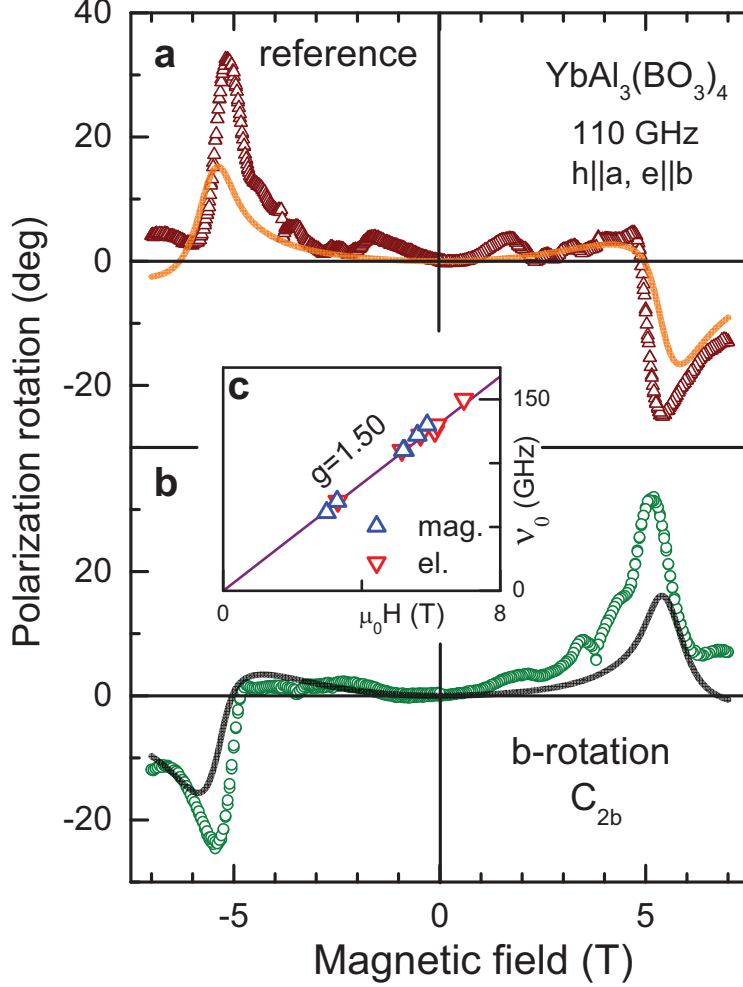 40
a
reference
YbAl₃(BO₃)₄
110 GHz
h||a, e||b
20
0
-20
Polarization rotation (deg)
c
g=1.50
mag.
el.
150
0
ν₀ (GHz)
0
μ₀H (T)
8
b
20
0
-20
b-rotation
C₂b
-5
0
5
Magnetic field (T)